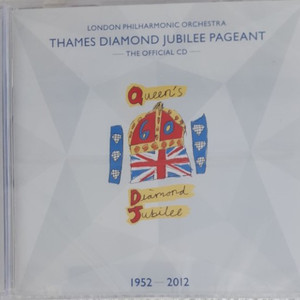 LONDON PHILHARMONIC ORCHESTRA
THAMES DIAMOND JUBILEE PAGEANT
— THE OFFICIAL CD —
Queen's
60
Diamond
Jubilee
1952 — 2012